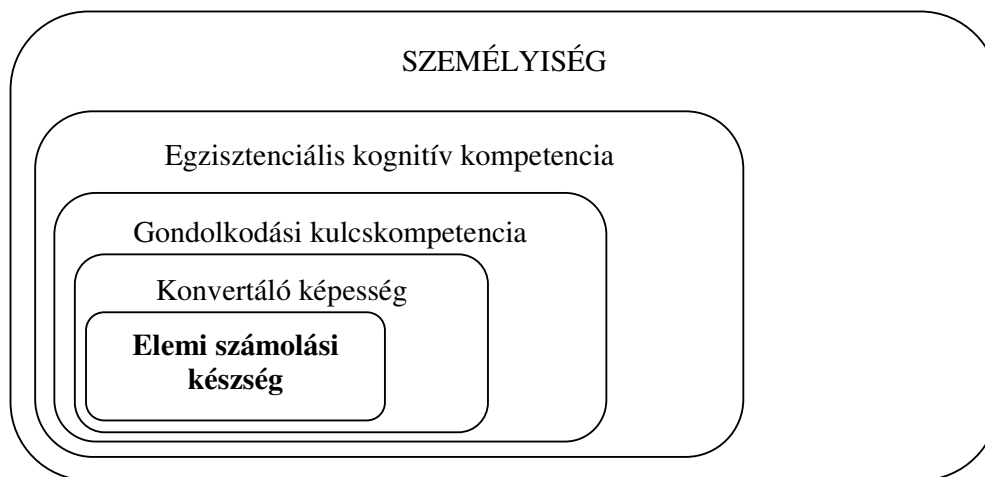 SZEMÉLYISÉG
Egzisztenciális kognitív kompetencia
Gondolkodási kulcskompetencia
Konvertáló képesség
Elemi számolási
készség